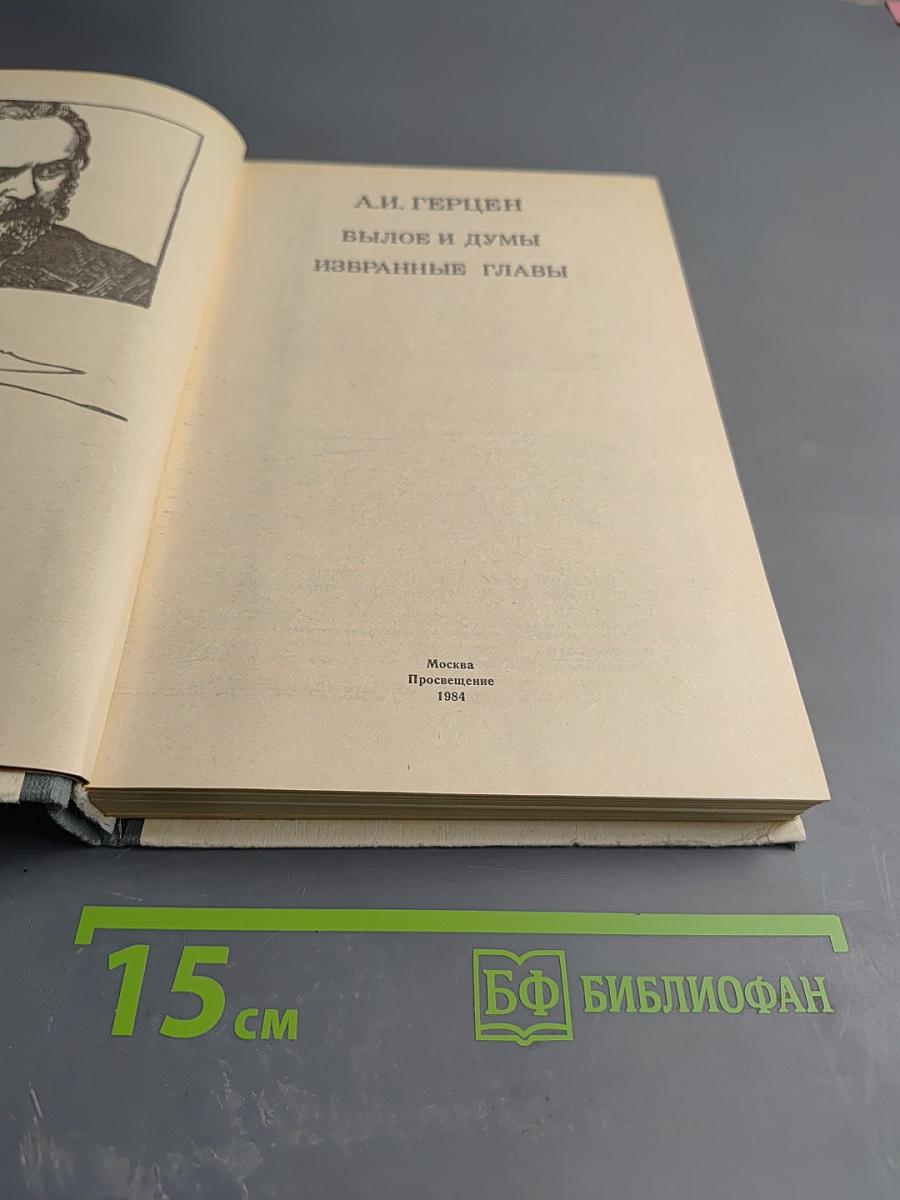 А.И. ГЕРЦЕН
БЫЛОЕ И ДУМЫ
ИЗБРАННЫЕ ГЛАВЫ
Москва
Просвещение
1984
15 см
БФ БИБЛИОФАН